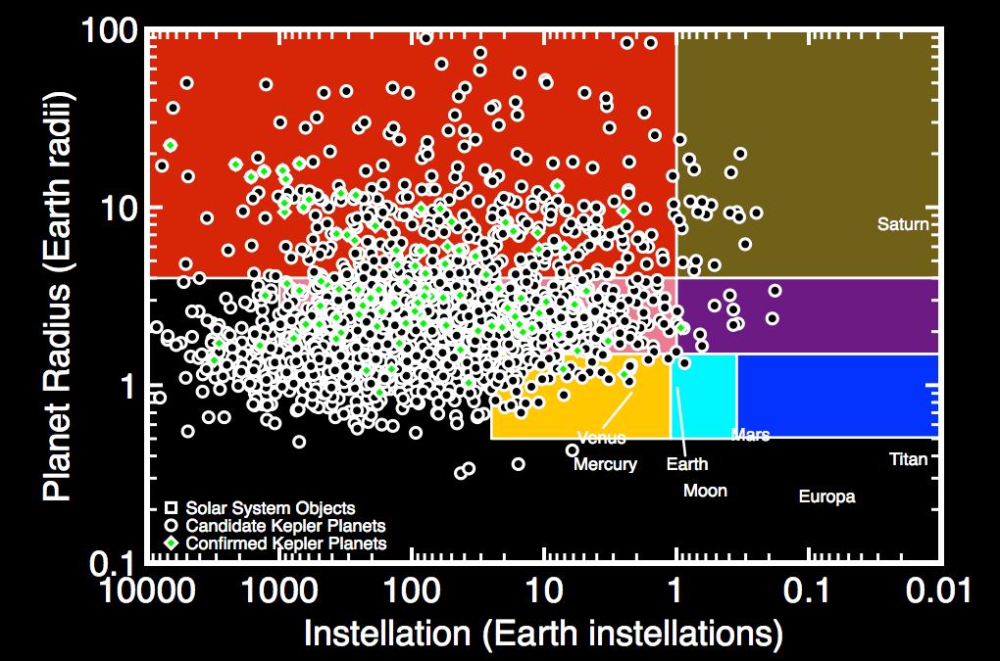 100
10
1
0.1
Planet Radius (Earth radii)
Saturn
Venus
Mars
Mercury
Earth
Titan
Moon
Europa
Solar System Objects
Candidate Kepler Planets
Confirmed Kepler Planets
10000
1000
100
10
1
0.1
0.01
Instellation (Earth instellations)